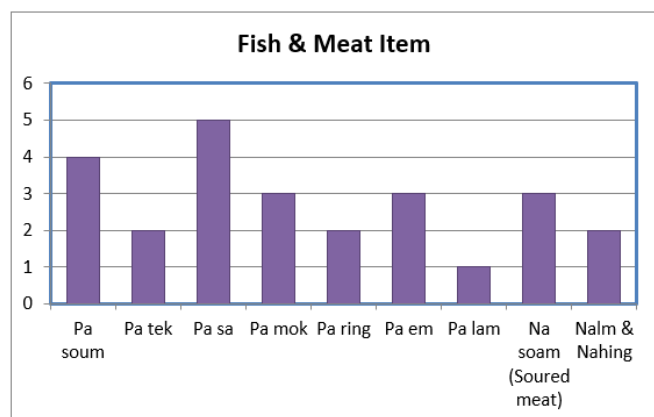 Fish & Meat Item
6
5
4
3
2
1
0
Pa soum
Pa tek
Pa sa
Pa mok
Pa ring
Pa em
Pa lam
Na soam (Soured meat)
Nalm & Nahing